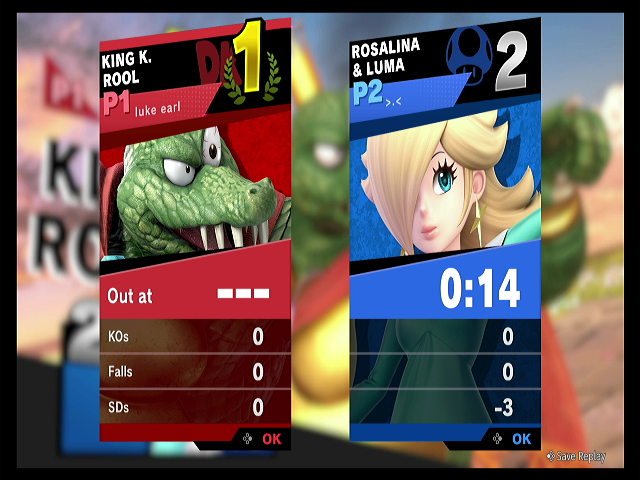 KING K.
ROOL
DK
1
P1 luke earl
Out at ---
KOs 0
Falls 0
SDs 0
OK
ROSALINA
& LUMA
2
P2 >.<
0:14
0
0
-3
OK
Save Replay